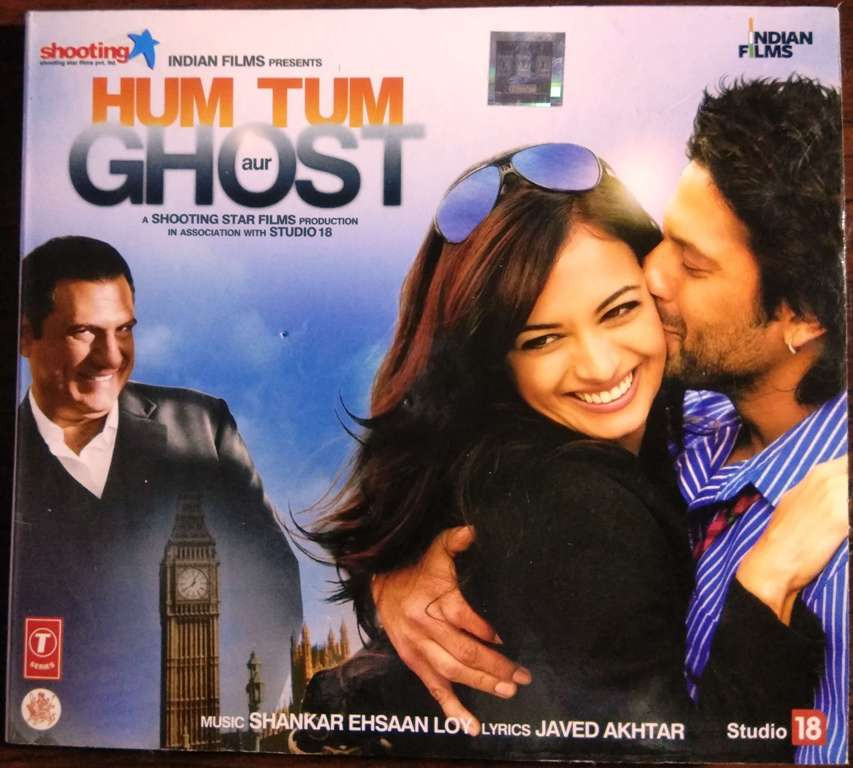 shooting
shooting star films pvt. ltd.
INDIAN FILMS PRESENTS
INDIAN
FILMS
HUM TUM
aur
GHOST
A SHOOTING STAR FILMS PRODUCTION
IN ASSOCIATION WITH STUDIO 18
T
SERIES
MUSIC SHANKAR EHSAAN LOY LYRICS JAVED AKHTAR
Studio 18